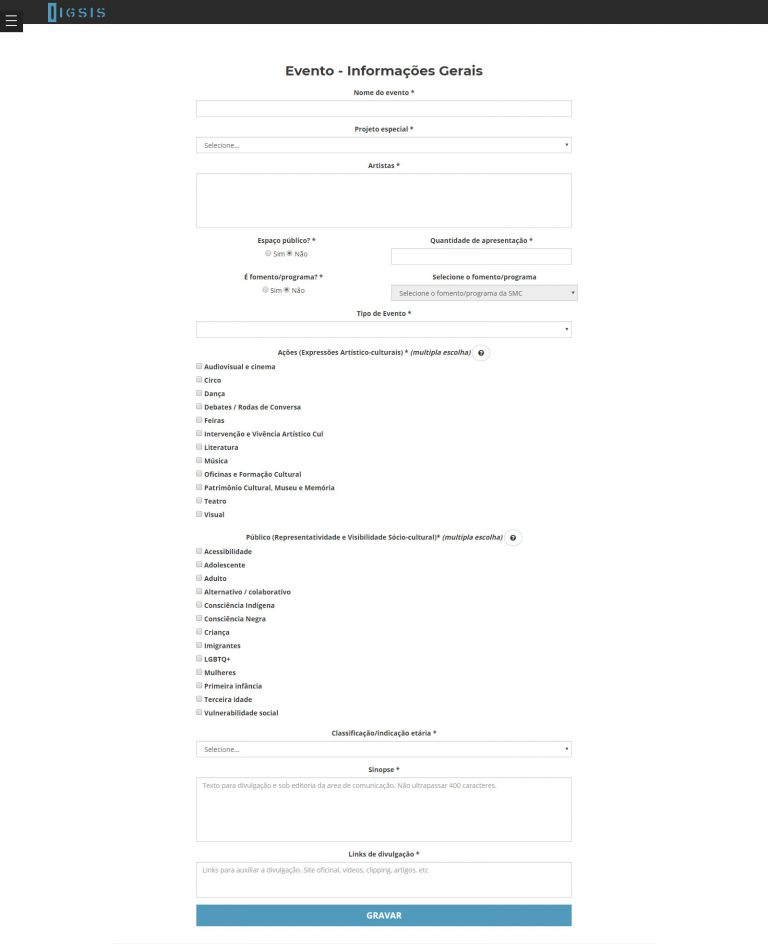 IGSIS
Evento - Informações Gerais
Nome do evento *
Projeto especial *
Selecione...
Artistas *
Espaço público? * Quantidade de apresentação *
Sim Não
É fomento/programa? * Selecione o fomento/programa
Sim Não Selecione o fomento/programa da SMC
Tipo de Evento *
Ações (Expressões Artístico-culturais) * (multipla escolha)
Audiovisual e cinema
Circo
Dança
Debates / Rodas de Conversa
Feiras
Intervenção e Vivência Artístico Cul
Literatura
Música
Oficinas e Formação Cultural
Patrimônio Cultural, Museu e Memória
Teatro
Visual
Público (Representatividade e Visibilidade Sócio-cultural)* (multipla escolha)
Acessibilidade
Adolescente
Adulto
Alternativo / colaborativo
Consciência Indígena
Consciência Negra
Criança
Imigrantes
LGBTQ+
Mulheres
Primeira infância
Terceira idade
Vulnerabilidade social
Classificação/indicação etária *
Selecione...
Sinopse *
Texto para divulgação e sob editoria da area de comunicação. Não ultrapassar 400 caracteres.
Links de divulgação *
Links para auxiliar a divulgação. Site oficinal, vídeos, clipping, artigos, etc
GRAVAR